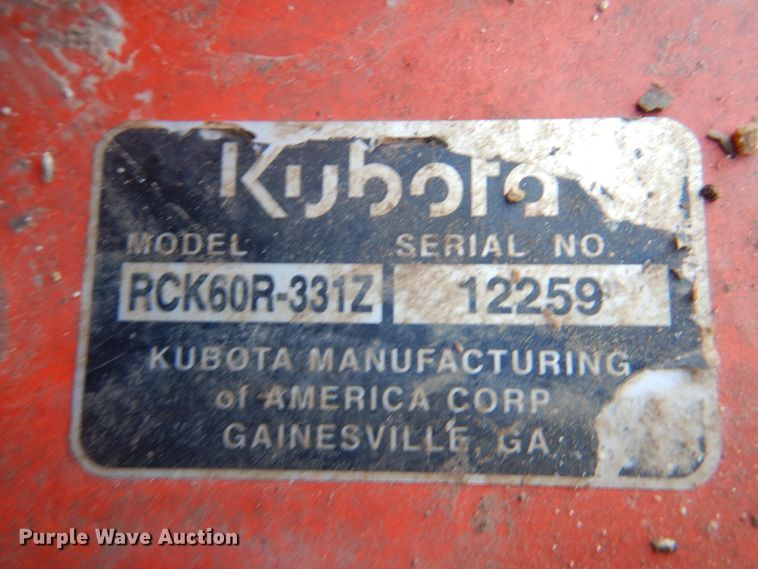 Kubota
MODEL SERIAL NO.
RCK60R-331Z 12259
KUBOTA MANUFACTURING
of AMERICA CORP
GAINESVILLE, GA
Purple Wave Auction